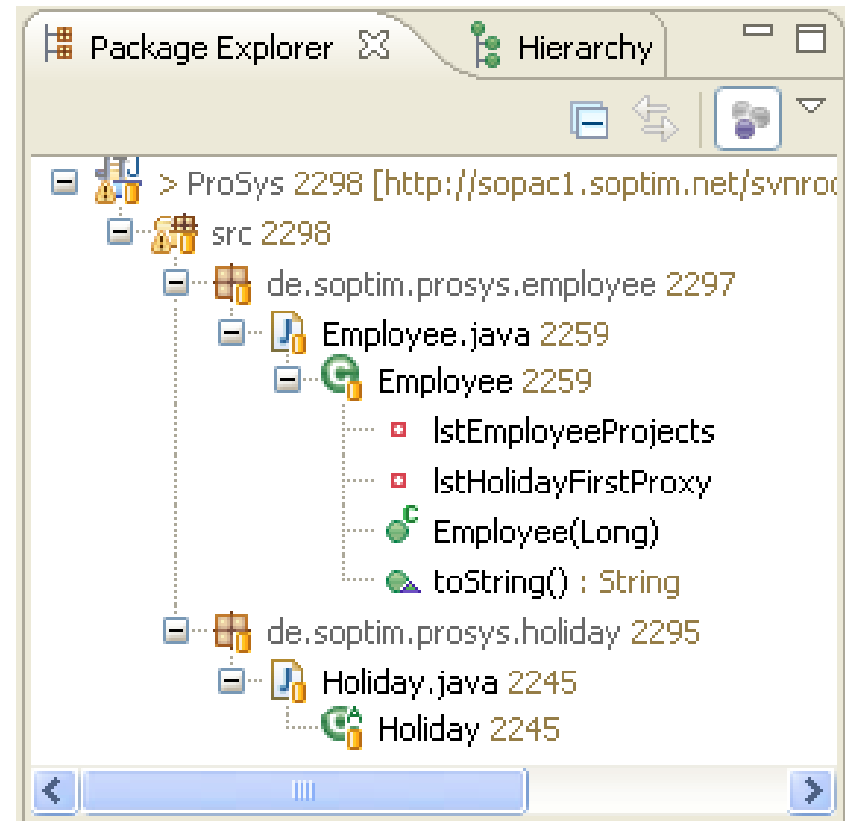 Package Explorer Hierarchy
> ProSys 2298 [http://sopac1.soptim.net/svnroo
src 2298
de.soptim.prosys.employee 2297
Employee.java 2259
Employee 2259
lstEmployeeProjects
lstHolidayFirstProxy
Employee(Long)
toString() : String
de.soptim.prosys.holiday 2295
Holiday.java 2245
Holiday 2245